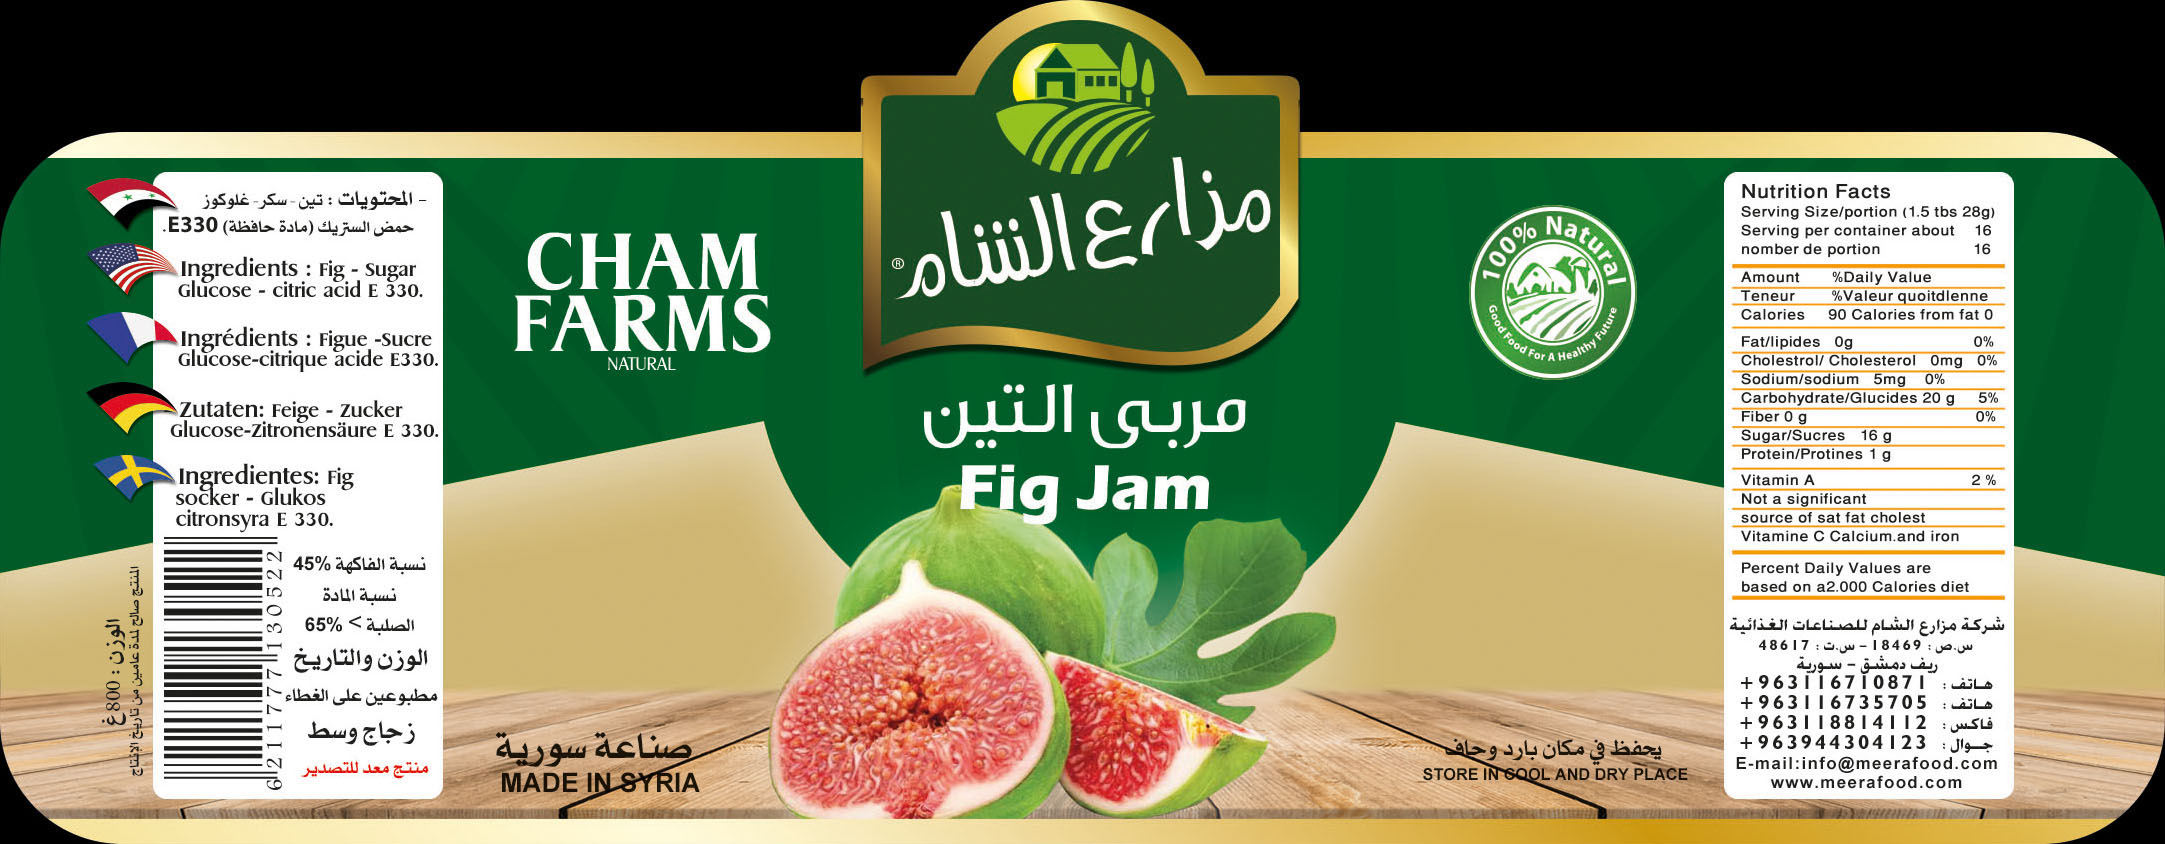 - المحتويات : تين - سكر- غلوكوز
حمض الستريك (مادة حافظة) E330.
Ingredients : Fig - Sugar
Glucose - citric acid E 330.
Ingrédients : Figue -Sucre
Glucose-citrique acide E330.
Zutaten: Feige - Zucker
Glucose-Zitronensäure E 330.
Ingredientes: Fig
socker - Glukos
citronsyra E 330.
6211777130522
نسبة الفاكهة 45%
نسبة المادة
الصلبة > 65%
الوزن والتاريخ
مطبوعين على الغطاء
زجاج وسط
منتج معد للتصدير
الوزن : 800غ
المنتج صالح لمدة عامين من تاريخ الإنتاج
CHAM
FARMS
NATURAL
مزارع الشام
®
مربى التين
Fig Jam
صناعة سورية
MADE IN SYRIA
100% Natural
Good Food For A Healthy Future
يحفظ في مكان بارد وجاف
STORE IN COOL AND DRY PLACE
Nutrition Facts
Serving Size/portion (1.5 tbs 28g)
Serving per container about 16
nomber de portion 16
Amount %Daily Value
Teneur %Valeur quoitdlenne
Calories 90 Calories from fat 0
Fat/lipides 0g 0%
Cholestrol/ Cholesterol 0mg 0%
Sodium/sodium 5mg 0%
Carbohydrate/Glucides 20 g 5%
Fiber 0 g 0%
Sugar/Sucres 16 g
Protein/Protines 1 g
Vitamin A 2 %
Not a significant
source of sat fat cholest
Vitamine C Calcium.and iron
Percent Daily Values are
based on a2.000 Calories diet
شركة مزارع الشام للصناعات الغذائية
س.ص : 18469 - س.ت : 48617
ريف دمشق - سورية
هاتف : +963116710871
هاتف : +963116735705
فاكس : +963118814112
جـوال : +963944304123
E-mail:info@meerafood.com
www.meerafood.com